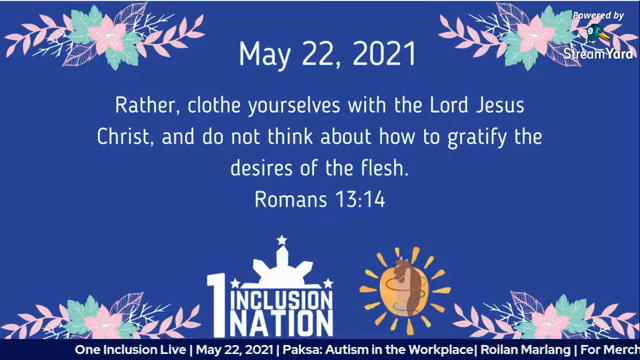 Powered by
StreamYard
May 22, 2021
Rather, clothe yourselves with the Lord Jesus
Christ, and do not think about how to gratify the
desires of the flesh.
Romans 13:14
1 INCLUSION
NATION
One Inclusion Live | May 22, 2021 | Paksa: Autism in the Workplace| Roilan Marlang | For Merch